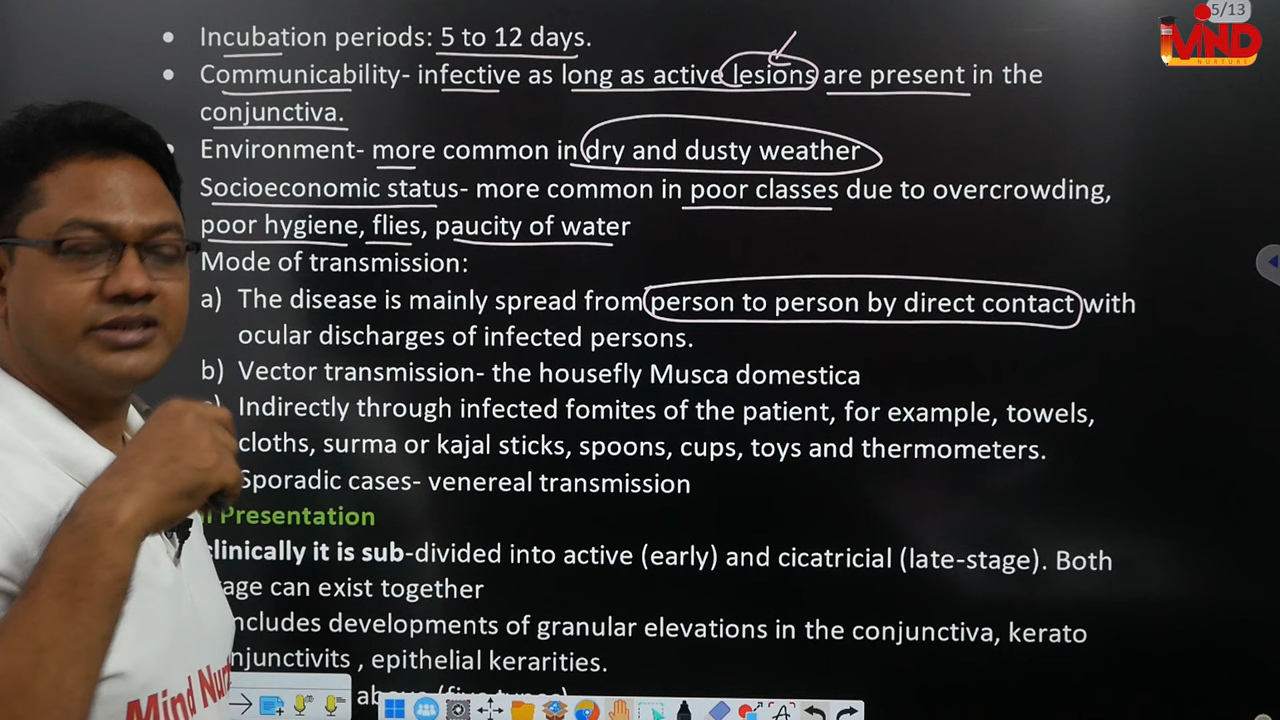 5/13
MIND
NURTURE
• Incubation periods: 5 to 12 days.
• Communicability- infective as long as active lesions are present in the
conjunctiva.
Environment- more common in dry and dusty weather
Socioeconomic status- more common in poor classes due to overcrowding,
poor hygiene, flies, paucity of water
Mode of transmission:
a) The disease is mainly spread from person to person by direct contact with
ocular discharges of infected persons.
b) Vector transmission- the housefly Musca domestica
Indirectly through infected fomites of the patient, for example, towels,
cloths, surma or kajal sticks, spoons, cups, toys and thermometers.
Sporadic cases- venereal transmission
Presentation
clinically it is sub-divided into active (early) and cicatricial (late-stage). Both
can exist together
includes developments of granular elevations in the conjunctiva, kerato
, epithelial kerarities.
Mind